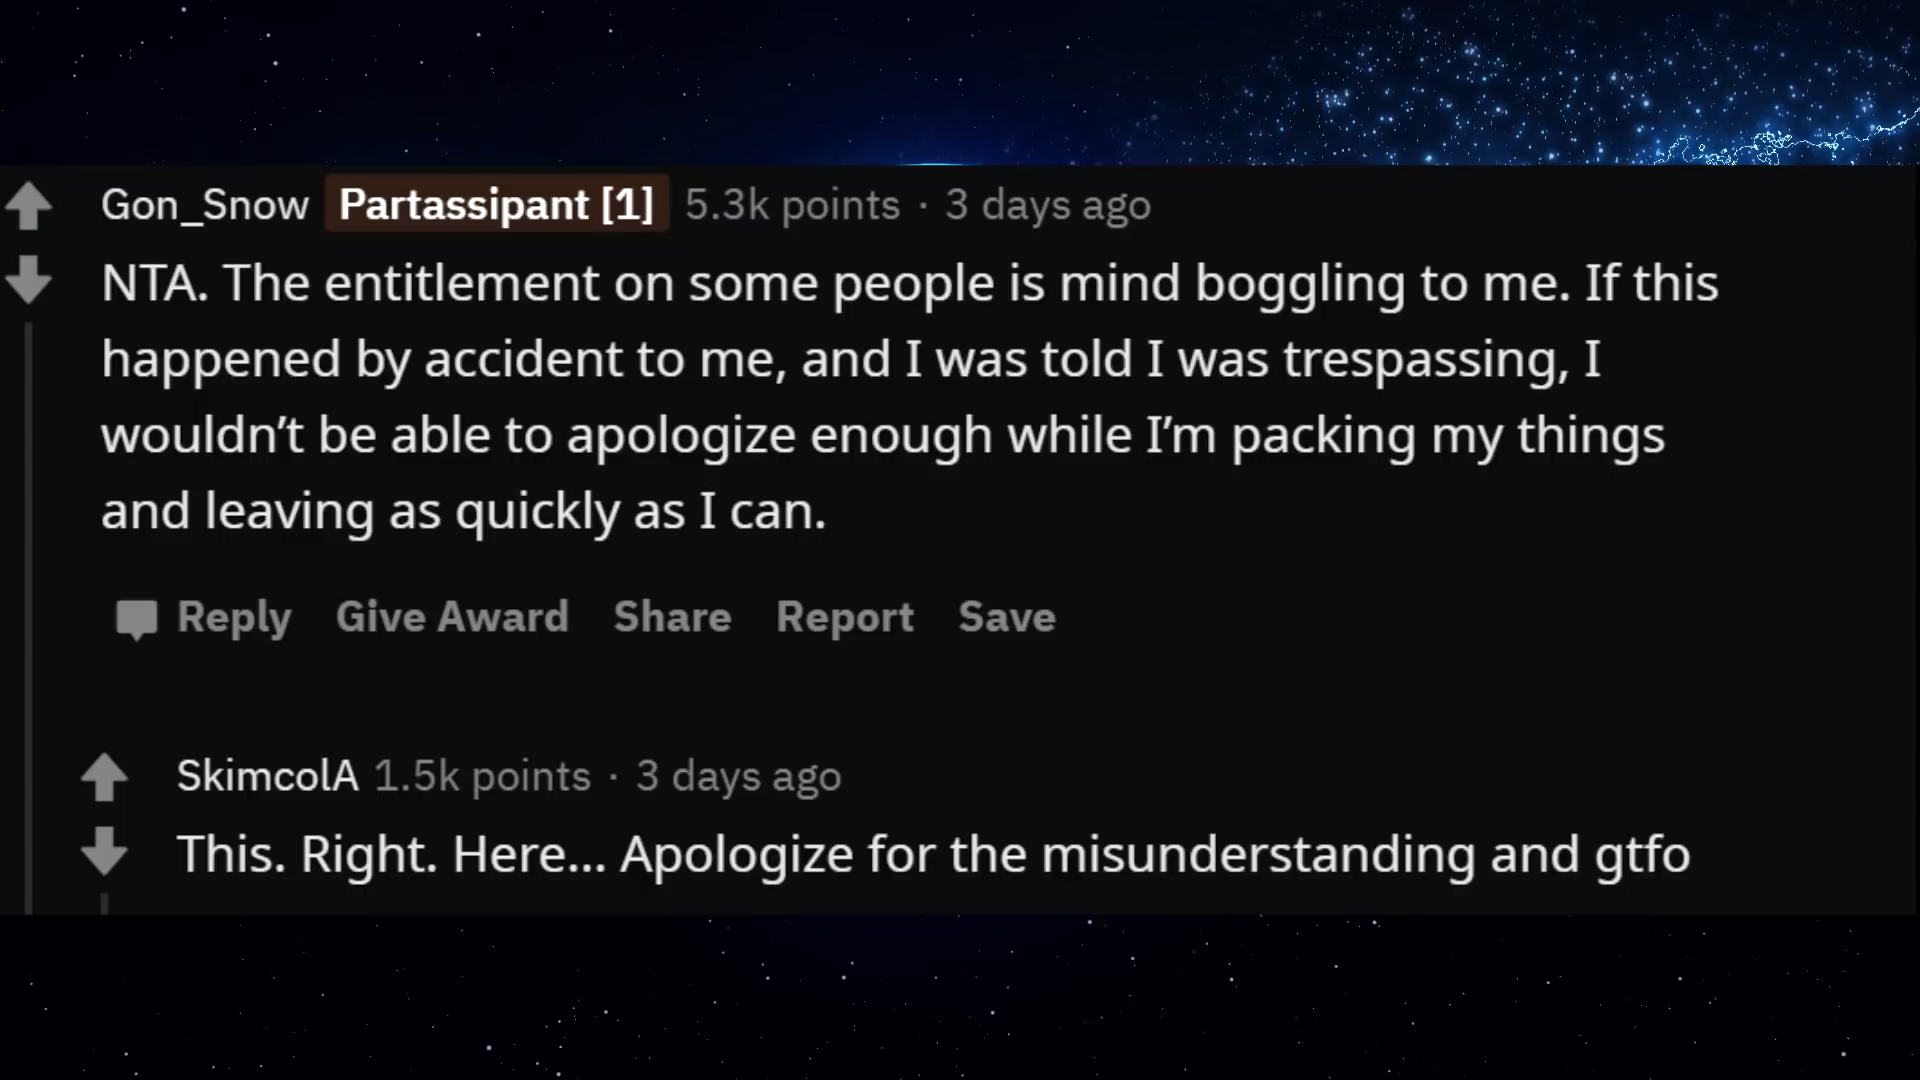 Gon_Snow Partassipant [1] 5.3k points · 3 days ago
NTA. The entitlement on some people is mind boggling to me. If this
happened by accident to me, and I was told I was trespassing, I
wouldn’t be able to apologize enough while I’m packing my things
and leaving as quickly as I can.
Reply Give Award Share Report Save
SkimcolA 1.5k points · 3 days ago
This. Right. Here... Apologize for the misunderstanding and gtfo